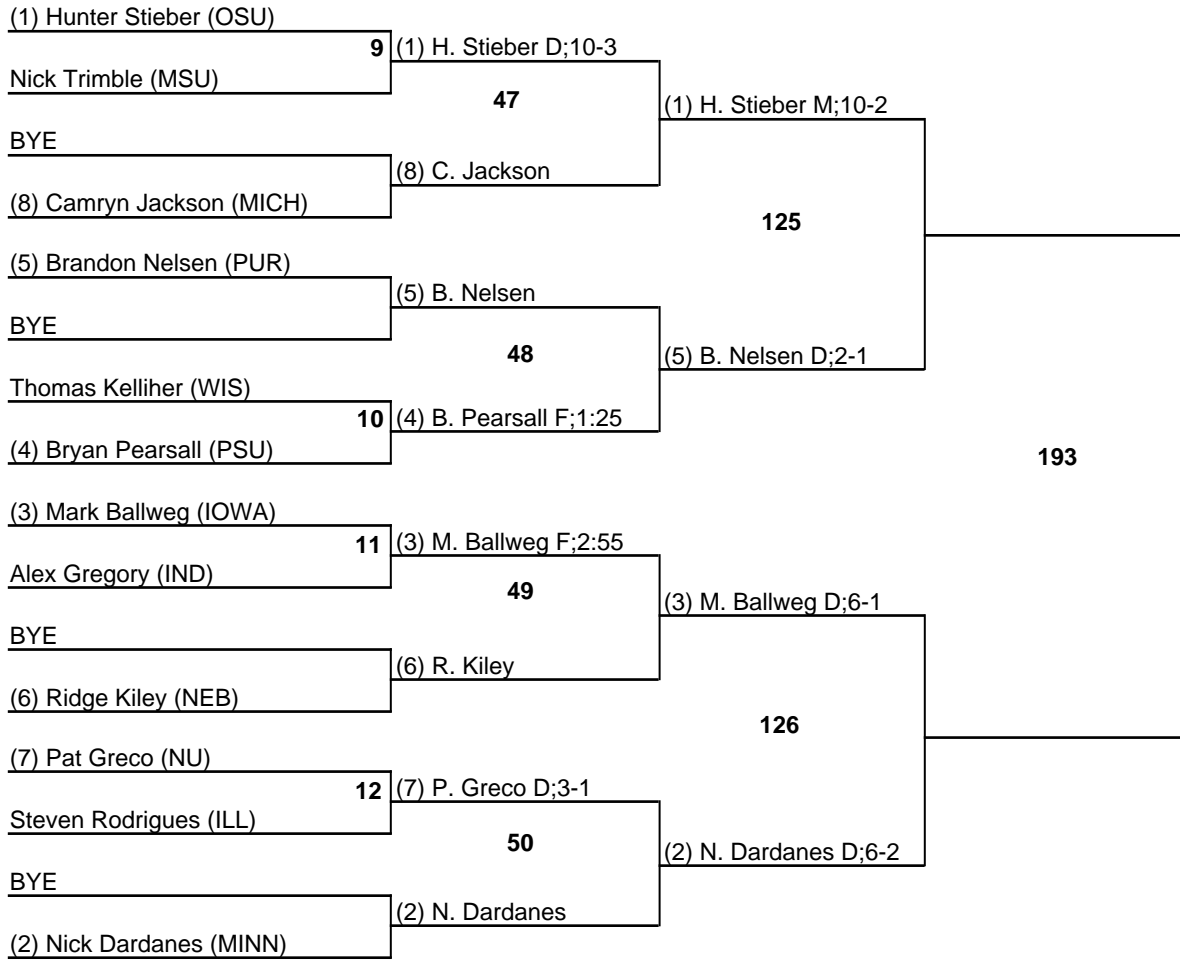 (1) Hunter Stieber (OSU)
9
(1) H. Stieber D;10-3
Nick Trimble (MSU)
47
(1) H. Stieber M;10-2
BYE
(8) C. Jackson
(8) Camryn Jackson (MICH)
125
(5) Brandon Nelsen (PUR)
(5) B. Nelsen
BYE
48
(5) B. Nelsen D;2-1
Thomas Kelliher (WIS)
10
(4) B. Pearsall F;1:25
(4) Bryan Pearsall (PSU)
193
(3) Mark Ballweg (IOWA)
11
(3) M. Ballweg F;2:55
Alex Gregory (IND)
49
(3) M. Ballweg D;6-1
BYE
(6) R. Kiley
(6) Ridge Kiley (NEB)
126
(7) Pat Greco (NU)
12
(7) P. Greco D;3-1
Steven Rodrigues (ILL)
50
(2) N. Dardanes D;6-2
BYE
(2) N. Dardanes
(2) Nick Dardanes (MINN)